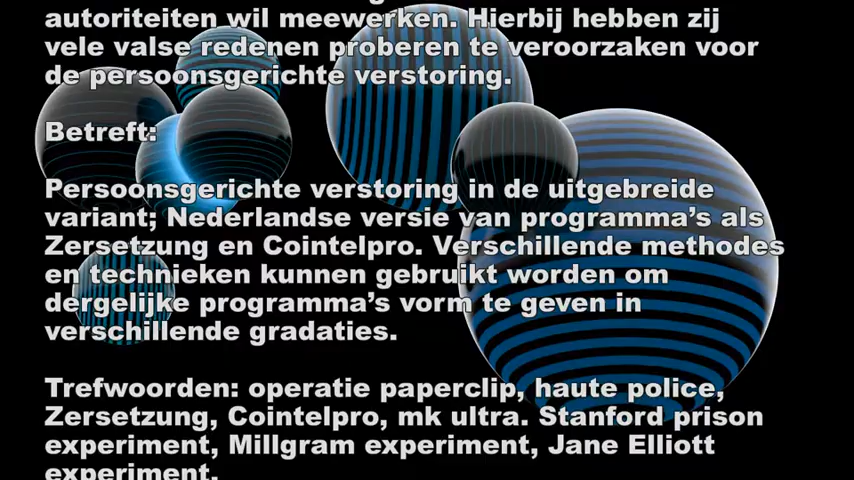 autoriteiten wil meewerken. Hierbij hebben zij
vele valse redenen proberen te veroorzaken voor
de persoonsgerichte verstoring.
Betreft:
Persoonsgerichte verstoring in de uitgebreide
variant; Nederlandse versie van programma’s als
Zersetzung en Cointelpro. Verschillende methodes
en technieken kunnen gebruikt worden om
dergelijke programma’s vorm te geven in
verschillende gradaties.
Trefwoorden: operatie paperclip, haute police,
Zersetzung, Cointelpro, mk ultra. Stanford prison
experiment, Millgram experiment, Jane Elliott
experiment.